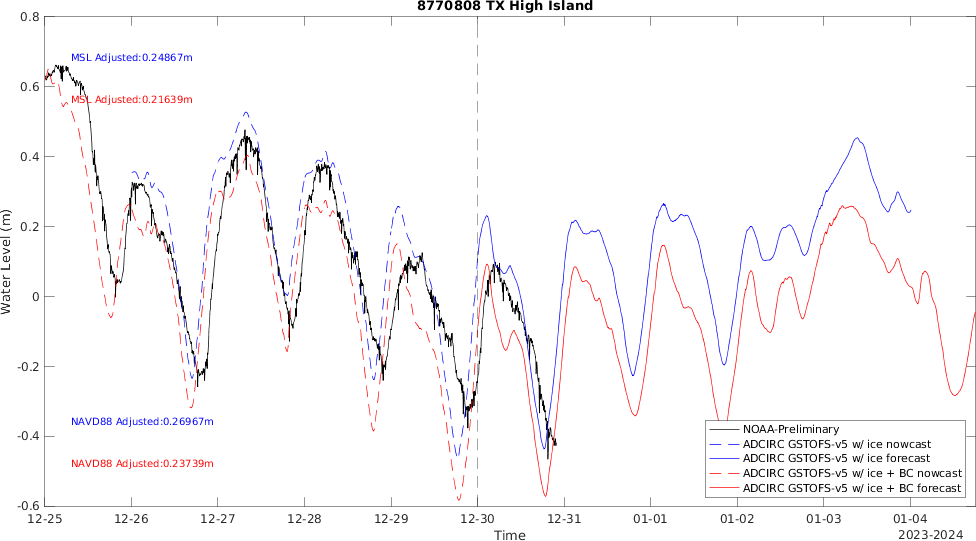 8770808 TX High Island
0.8
0.6
0.4
0.2
0
-0.2
-0.4
-0.6
Water Level (m)
MSL Adjusted:0.24867m
MSL Adjusted:0.21639m
NAVD88 Adjusted:0.26967m
NAVD88 Adjusted:0.23739m
NOAA-Preliminary
ADCIRC GSTOFS-v5 w/ ice nowcast
ADCIRC GSTOFS-v5 w/ ice forecast
ADCIRC GSTOFS-v5 w/ ice + BC nowcast
ADCIRC GSTOFS-v5 w/ ice + BC forecast
12-25 12-26 12-27 12-28 12-29 12-30 12-31 01-01 01-02 01-03 01-04
Time
2023-2024